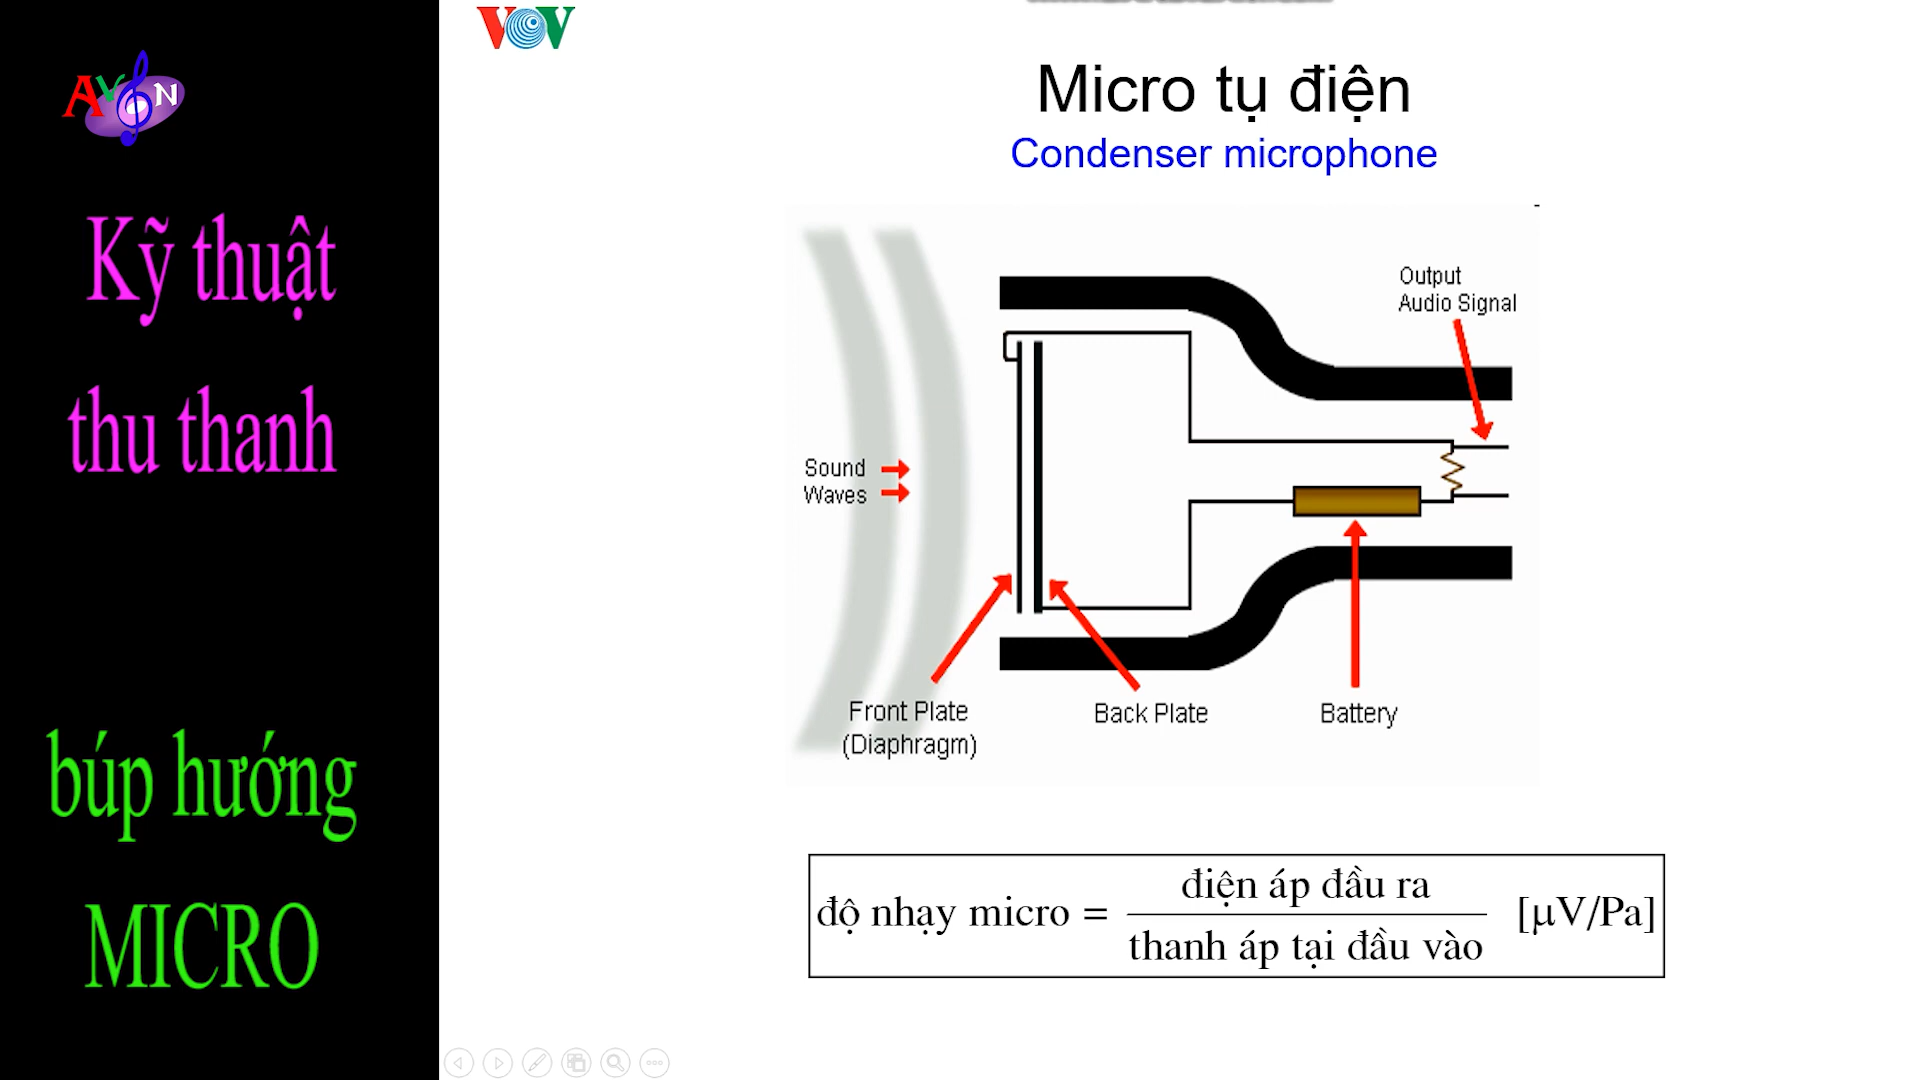 AVN
Kỹ thuật
thu thanh
búp hướng
MICRO
VOV
Micro tụ điện
Condenser microphone
Output
Audio Signal
Sound
Waves
Front Plate
(Diaphragm)
Back Plate
Battery
độ nhạy micro = điện áp đầu ra / thanh áp tại đầu vào [μV/Pa]